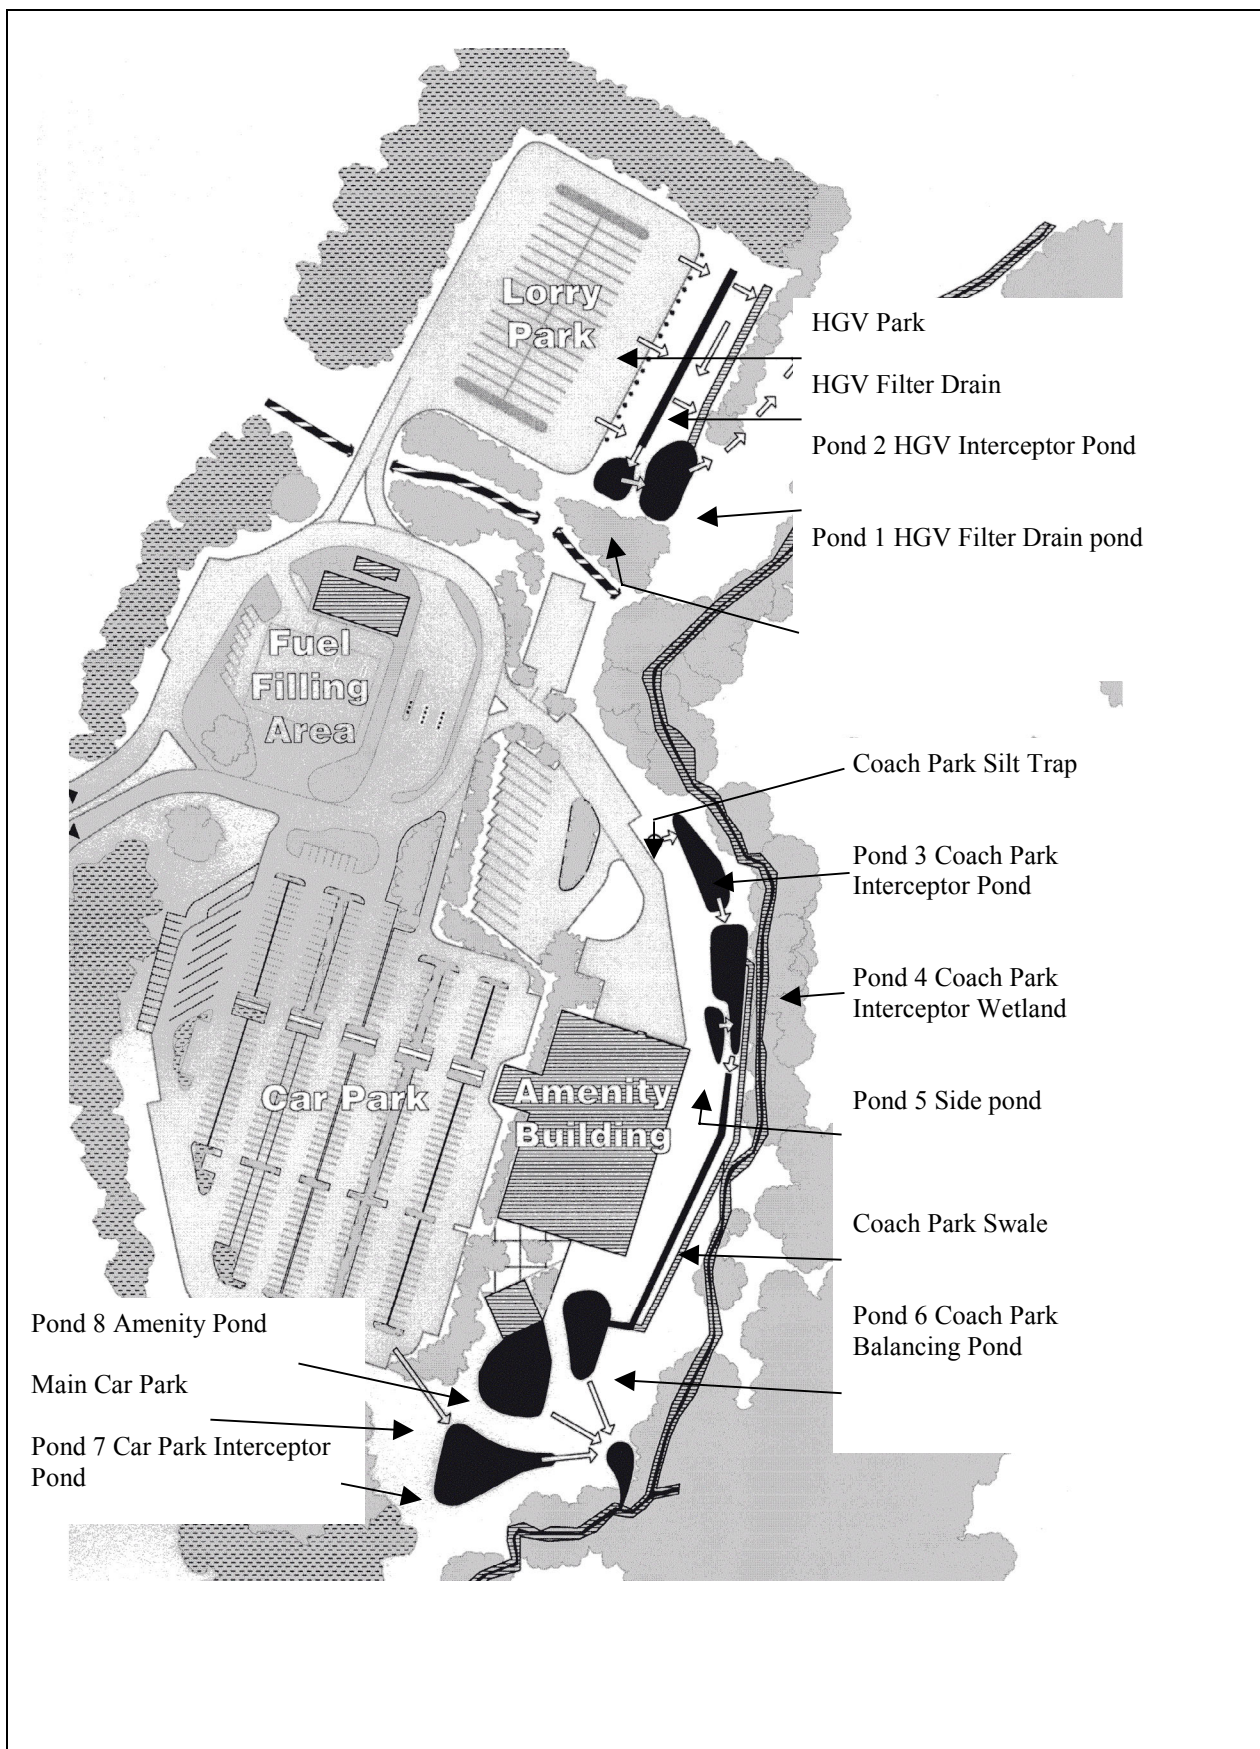 Lorry
Park
HGV Park
HGV Filter Drain
Pond 2 HGV Interceptor Pond
Pond 1 HGV Filter Drain pond
Fuel
Filling
Area
Coach Park Silt Trap
Pond 3 Coach Park
Interceptor Pond
Pond 4 Coach Park
Interceptor Wetland
Car Park
Amenity
Building
Pond 5 Side pond
Coach Park Swale
Pond 6 Coach Park
Balancing Pond
Pond 8 Amenity Pond
Main Car Park
Pond 7 Car Park Interceptor
Pond